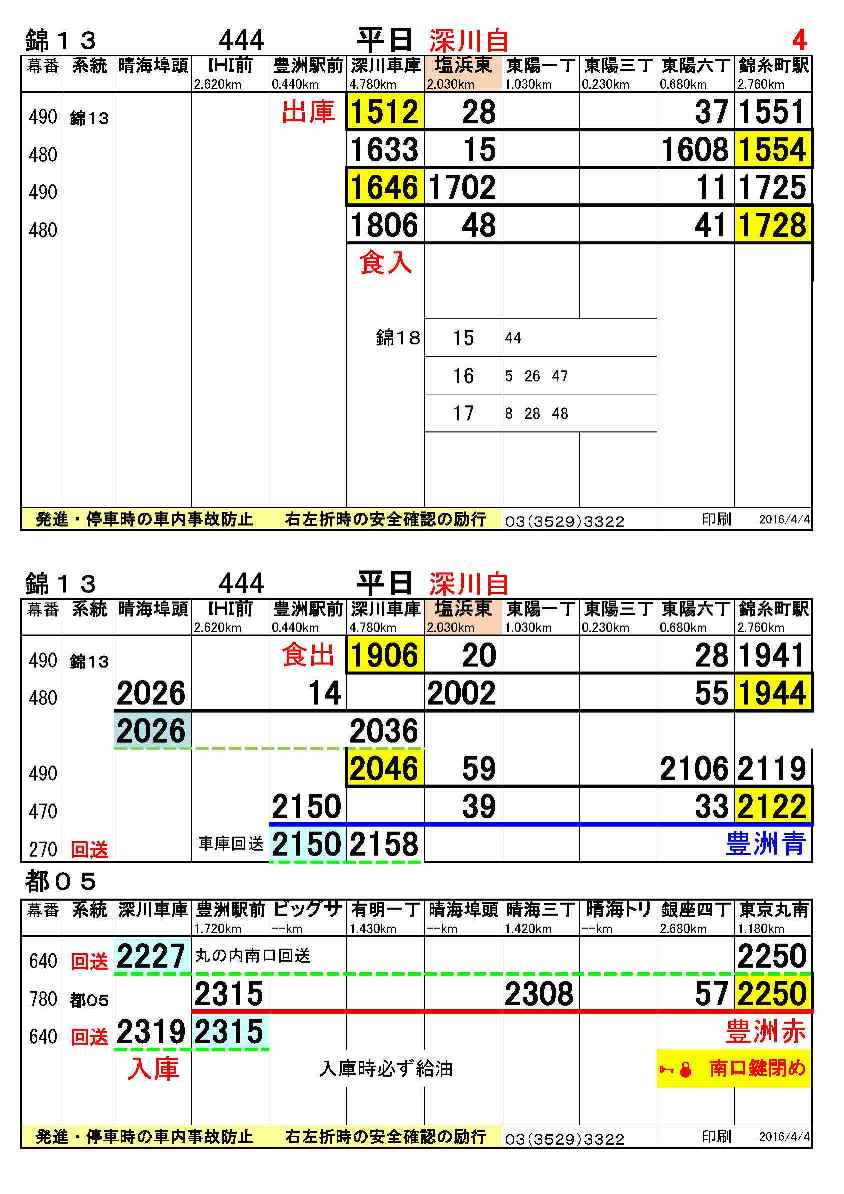 錦13 444 平日 深川自 4
幕番 系統 晴海埠頭 IHI前 豊洲駅前 深川車庫 塩浜東 東陽一丁 東陽三丁 東陽六丁 錦糸町駅
2.620km 0.440km 4.780km 2.030km 1.030km 0.230km 0.680km 2.760km
490 錦13 出庫 1512 28 37 1551
480 1633 15 1608 1554
490 1646 1702 11 1725
480 1806 48 41 1728
食入
錦18 15 44
16 5 26 47
17 8 28 48
発進・停車時の車内事故防止 右左折時の安全確認の励行 03(3529)3322 印刷 2016/4/4
錦13 444 平日 深川自
幕番 系統 晴海埠頭 IHI前 豊洲駅前 深川車庫 塩浜東 東陽一丁 東陽三丁 東陽六丁 錦糸町駅
2.620km 0.440km 4.780km 2.030km 1.030km 0.230km 0.680km 2.760km
490 錦13 食出 1906 20 28 1941
480 2026 14 2002 55 1944
2026 2036
490 2046 59 2106 2119
470 2150 39 33 2122
270 回送 車庫回送 2150 2158 豊洲青
都05
幕番 系統 深川車庫 豊洲駅前 ビッグサ 有明一丁 晴海埠頭 晴海三丁 晴海トリ 銀座四丁 東京丸南
1.720km --km 1.430km --km 1.420km --km 2.680km 1.180km
640 回送 2227 丸の内南口回送 2250
780 都05 2315 2308 57 2250
640 回送 2319 2315 豊洲赤
入庫 入庫時必ず給油 南口鍵閉め
発進・停車時の車内事故防止 右左折時の安全確認の励行 03(3529)3322 印刷 2016/4/4